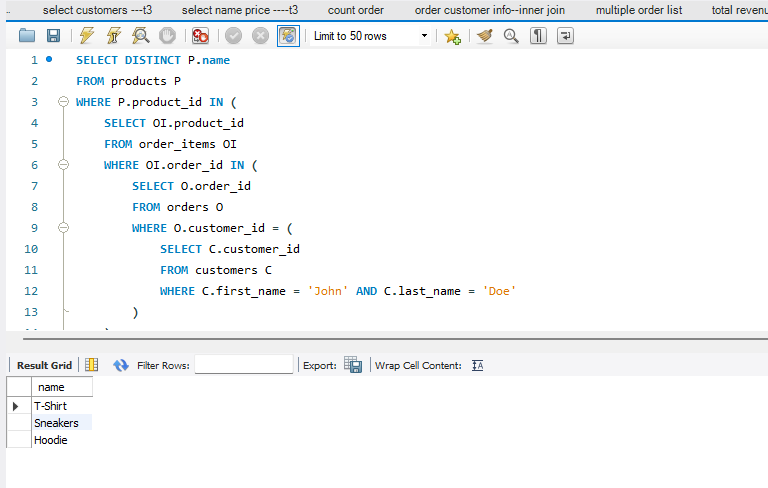 select customers ---t3 select name price ----t3 count order order customer info--inner join multiple order list total revenu
Limit to 50 rows
1 SELECT DISTINCT P.name
2 FROM products P
3 WHERE P.product_id IN (
4 SELECT OI.product_id
5 FROM order_items OI
6 WHERE OI.order_id IN (
7 SELECT O.order_id
8 FROM orders O
9 WHERE O.customer_id = (
10 SELECT C.customer_id
11 FROM customers C
12 WHERE C.first_name = 'John' AND C.last_name = 'Doe'
13 )
Result Grid Filter Rows: Export: Wrap Cell Content:
name
T-Shirt
Sneakers
Hoodie